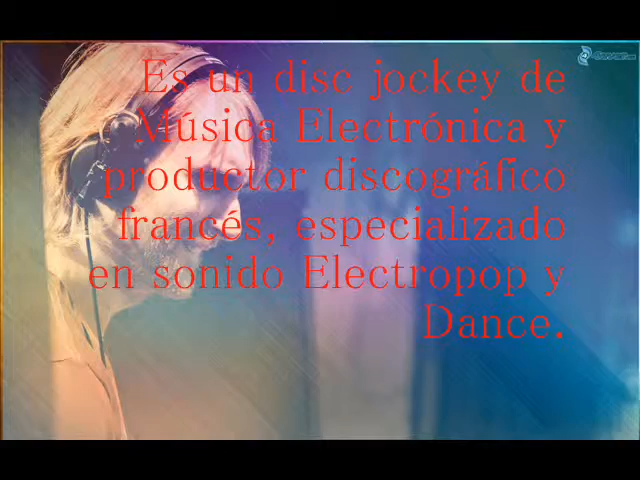 Es un disc jockey de
Música Electrónica y
productor discográfico
francés, especializado
en sonido Electropop y
Dance.